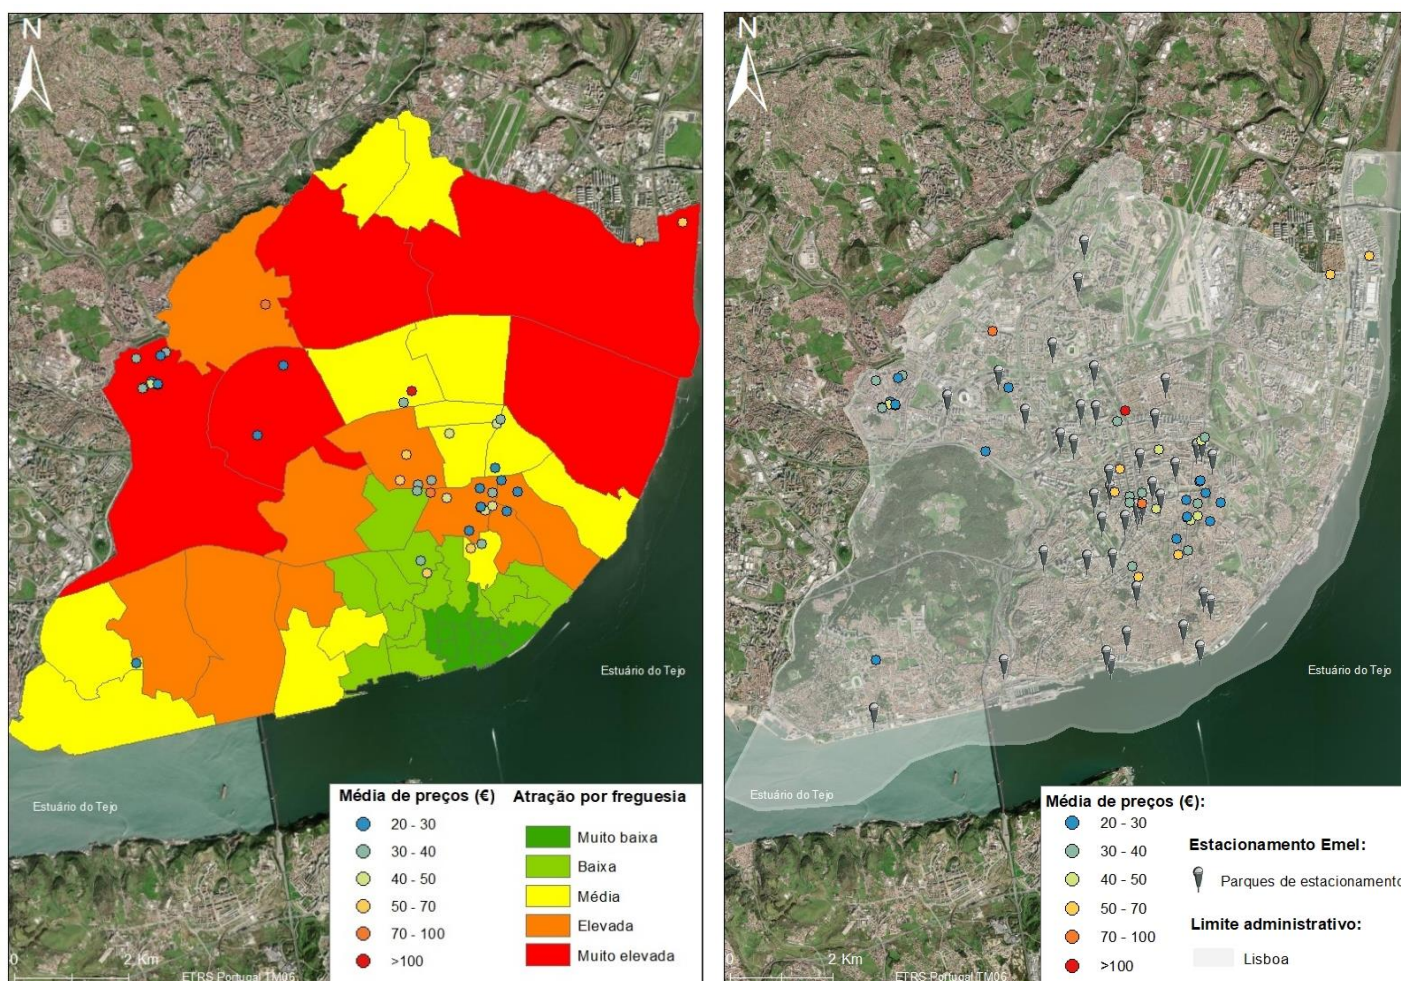 N
Estuário do Tejo
Estuário do Tejo
Média de preços (€)
20 - 30
30 - 40
40 - 50
50 - 70
70 - 100
>100
Atração por freguesia
Muito baixa
Baixa
Média
Elevada
Muito elevada
0 2 Km
ETRS Portugal TM06
N
Estuário do Tejo
Estuário do Tejo
Média de preços (€):
20 - 30
30 - 40
40 - 50
50 - 70
70 - 100
>100
Estacionamento Emel:
Parques de estacionamento
Limite administrativo:
Lisboa
0 2 Km
ETRS Portugal TM06